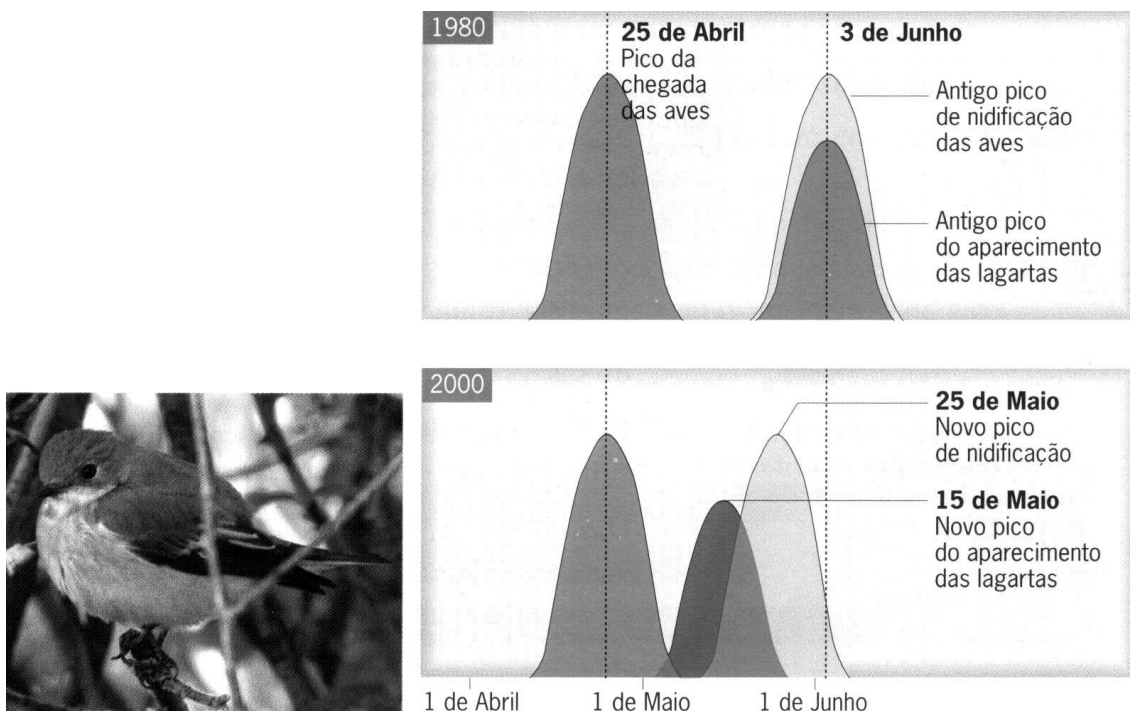 1980
25 de Abril
Pico da
chegada
das aves
3 de Junho
Antigo pico
de nidificação
das aves
Antigo pico
do aparecimento
das lagartas
2000
25 de Maio
Novo pico
de nidificação
15 de Maio
Novo pico
do aparecimento
das lagartas
1 de Abril
1 de Maio
1 de Junho